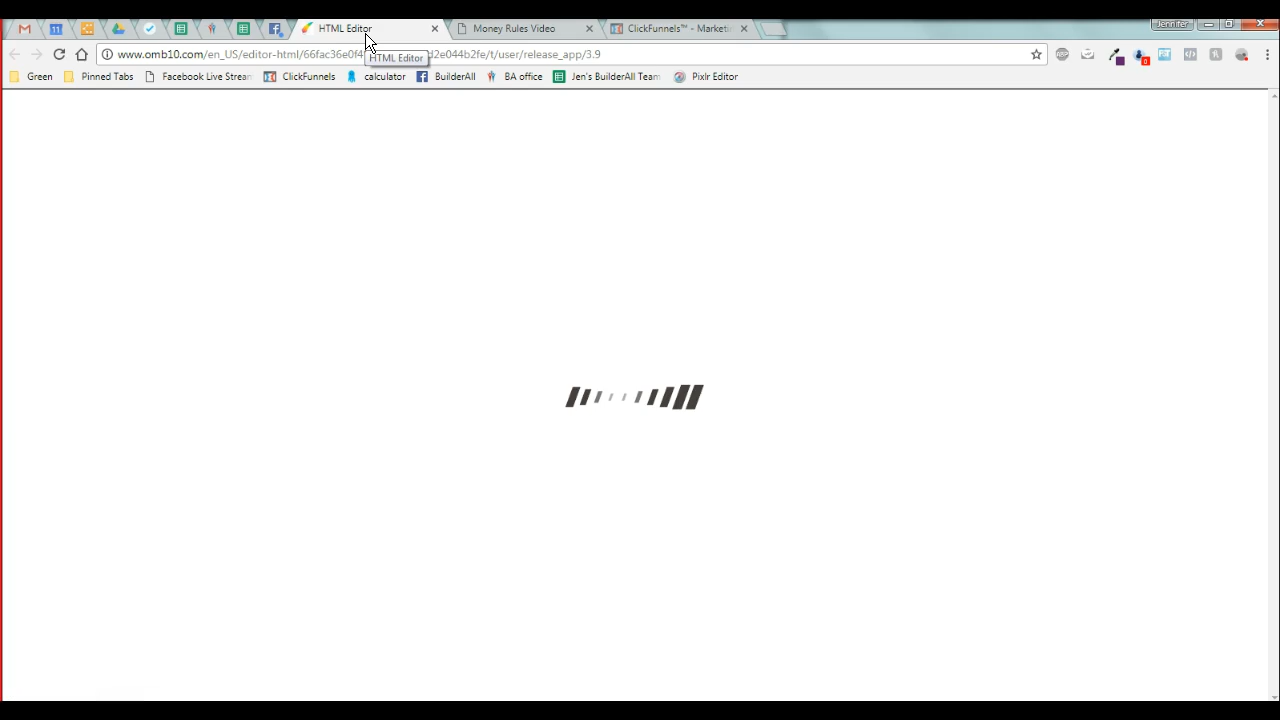 HTML Editor
Money Rules Video
ClickFunnels™ - Marketi
Jennifer
www.omb10.com/en_US/editor-html/66fac36e0f4 d2e044b2fe/t/user/release_app/3.9
HTML Editor
Green
Pinned Tabs
Facebook Live Stream
ClickFunnels
calculator
BuilderAll
BA office
Jen's BuilderAll Team
Pixlr Editor